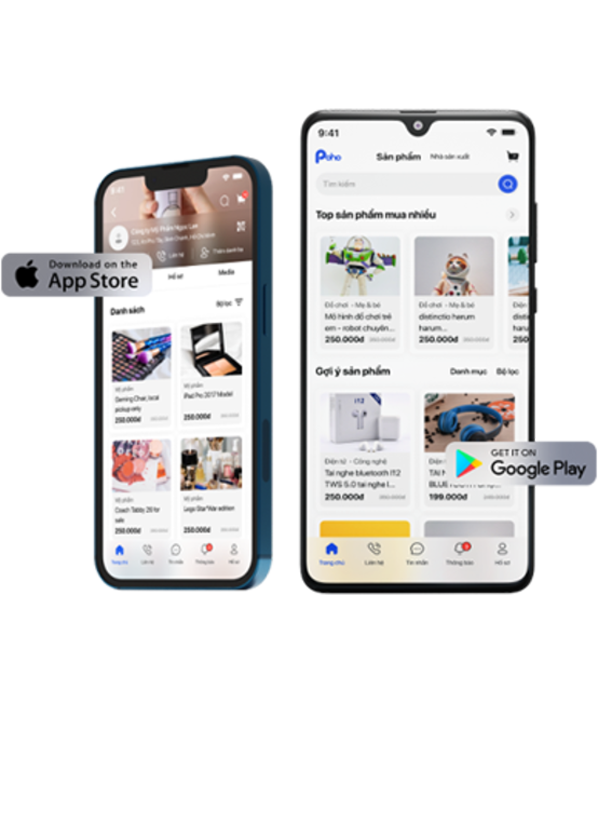 9:41
Công ty Mỹ Phẩm Ngọc Lan
Liên hệ
Thêm danh bạ
Hồ sơ
Media
Download on the
App Store
Danh sách
Bộ lọc
Mỹ phẩm
Gaming Chair, local
pickup only
250.000đ
Mỹ phẩm
iPad Pro 2017 Model
250.000đ
Mỹ phẩm
Coach Tabby 26 for
sale
250.000đ
Mỹ phẩm
Lego Star Wars edition
250.000đ
Trang chủ
Liên hệ
Tin nhắn
Thông báo
Hồ sơ
9:41
Poho
Sản phẩm
Nhà sản xuất
Tìm kiếm
Top sản phẩm mua nhiều
Đồ chơi - Mẹ & bé
Mô hình đồ chơi trẻ
em - robot chuyên...
250.000đ
Đồ chơi - Mẹ & bé
distinctio harum
harum...
250.000đ
Điện
disti
haru
250.0
Gợi ý sản phẩm
Danh mục
Bộ lọc
i12
Điện tử - Công nghệ
Tai nghe bluetooth I12
TWS 5.0 tai nghe l...
250.000đ
199.000đ
GET IT ON
Google Play
Trang chủ
Liên hệ
Tin nhắn
Thông báo
Hồ sơ